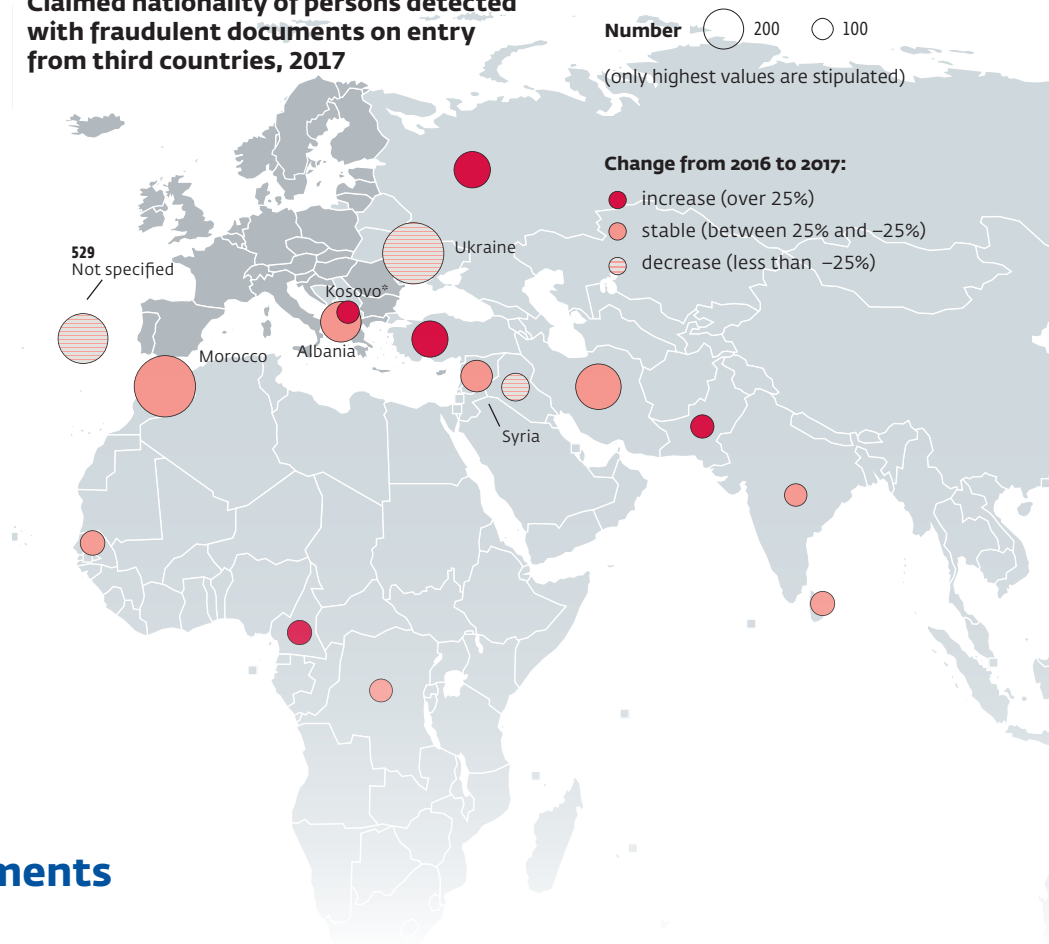 Claimed nationality of persons detected
with fraudulent documents on entry
from third countries, 2017
Number 200 100
(only highest values are stipulated)
Change from 2016 to 2017:
increase (over 25%)
stable (between 25% and –25%)
decrease (less than –25%)
529
Not specified
Ukraine
Kosovo*
Morocco
Albania
Syria
ments